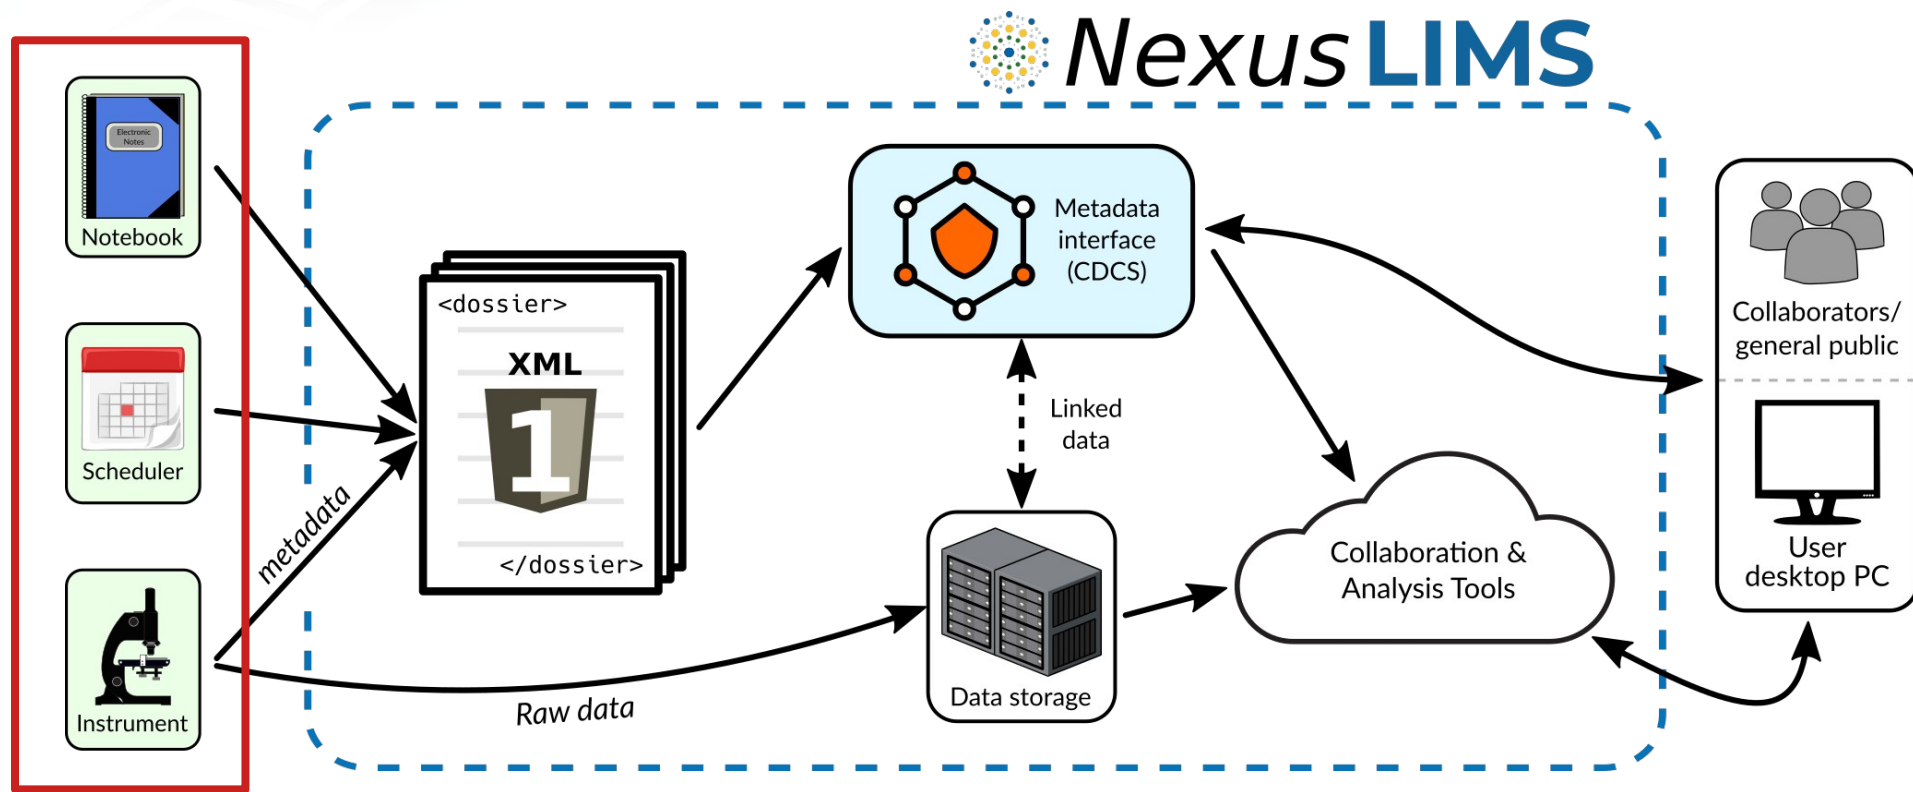 Nexus LIMS
Electronic
Notes
Notebook
Scheduler
Instrument
metadata
Raw data
<dossier>
XML
1
</dossier>
Metadata
interface
(CDCS)
Linked
data
Data storage
Collaboration &
Analysis Tools
Collaborators/
general public
User
desktop PC